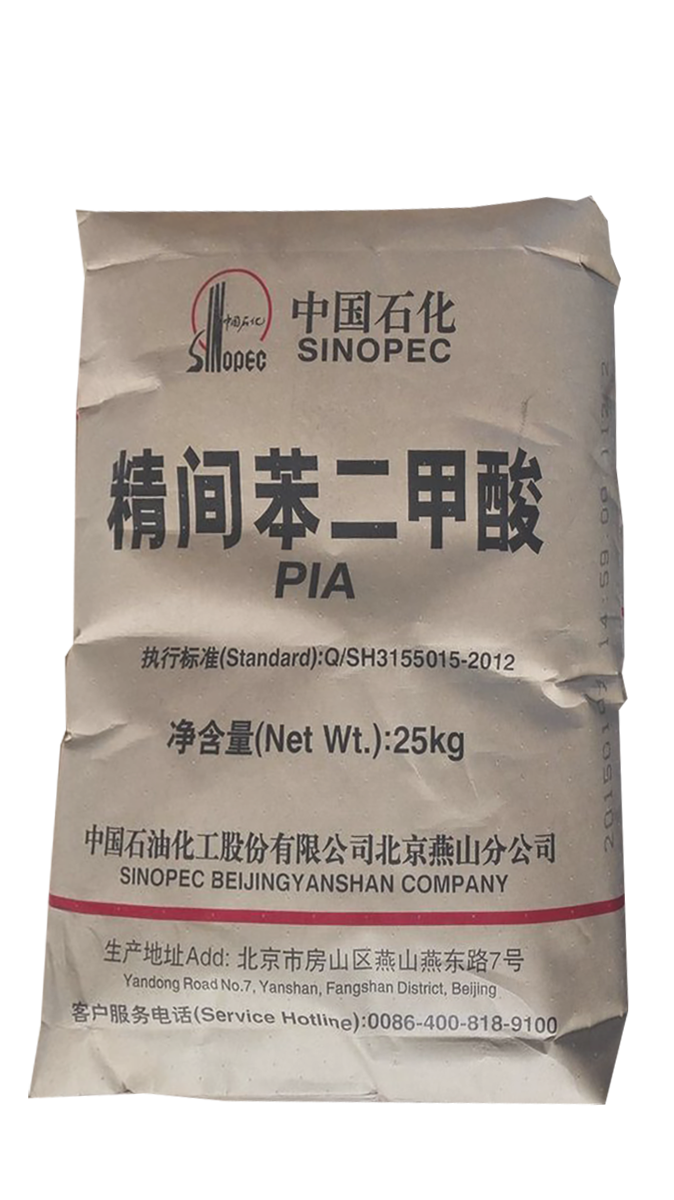 中国石化
SINOPEC
中国石化
SINOPEC
精间苯二甲酸
PIA
执行标准(Standard):Q/SH3155015-2012
净含量(Net Wt.):25kg
中国石油化工股份有限公司北京燕山分公司
SINOPEC BEIJINGYANSHAN COMPANY
生产地址Add: 北京市房山区燕山燕东路7号
Yandong Road No.7, Yanshan, Fangshan District, Beijing
客户服务电话(Service Hotline):0086-400-818-9100